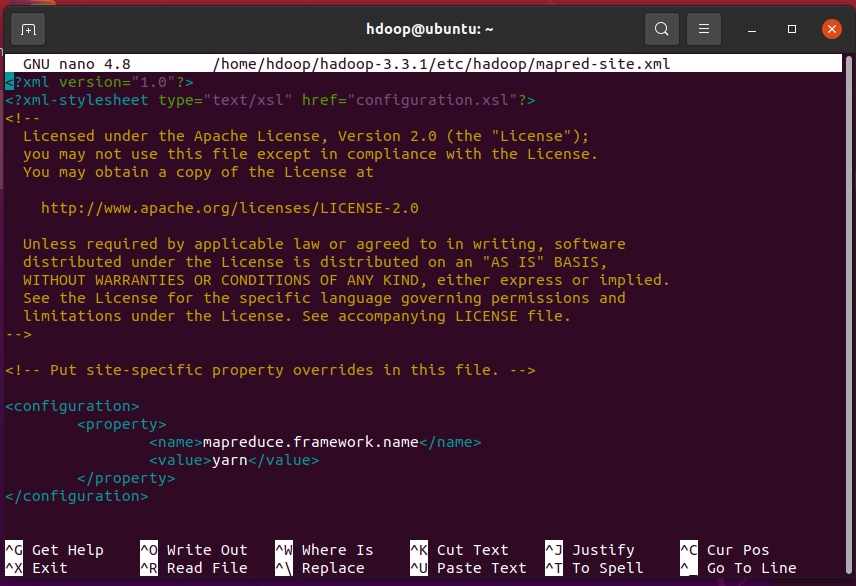 hdoop@ubuntu: ~
GNU nano 4.8 /home/hdoop/hadoop-3.3.1/etc/hadoop/mapred-site.xml
<?xml version="1.0"?>
<?xml-stylesheet type="text/xsl" href="configuration.xsl"?>
<!--
  Licensed under the Apache License, Version 2.0 (the "License");
  you may not use this file except in compliance with the License.
  You may obtain a copy of the License at

    http://www.apache.org/licenses/LICENSE-2.0

  Unless required by applicable law or agreed to in writing, software
  distributed under the License is distributed on an "AS IS" BASIS,
  WITHOUT WARRANTIES OR CONDITIONS OF ANY KIND, either express or implied.
  See the License for the specific language governing permissions and
  limitations under the License. See accompanying LICENSE file.
-->

<!-- Put site-specific property overrides in this file. -->

<configuration>
        <property>
                <name>mapreduce.framework.name</name>
                <value>yarn</value>
        </property>
</configuration>

^G Get Help ^O Write Out ^W Where Is ^K Cut Text ^J Justify ^C Cur Pos
^X Exit ^R Read File ^\ Replace ^U Paste Text ^T To Spell ^_ Go To Line